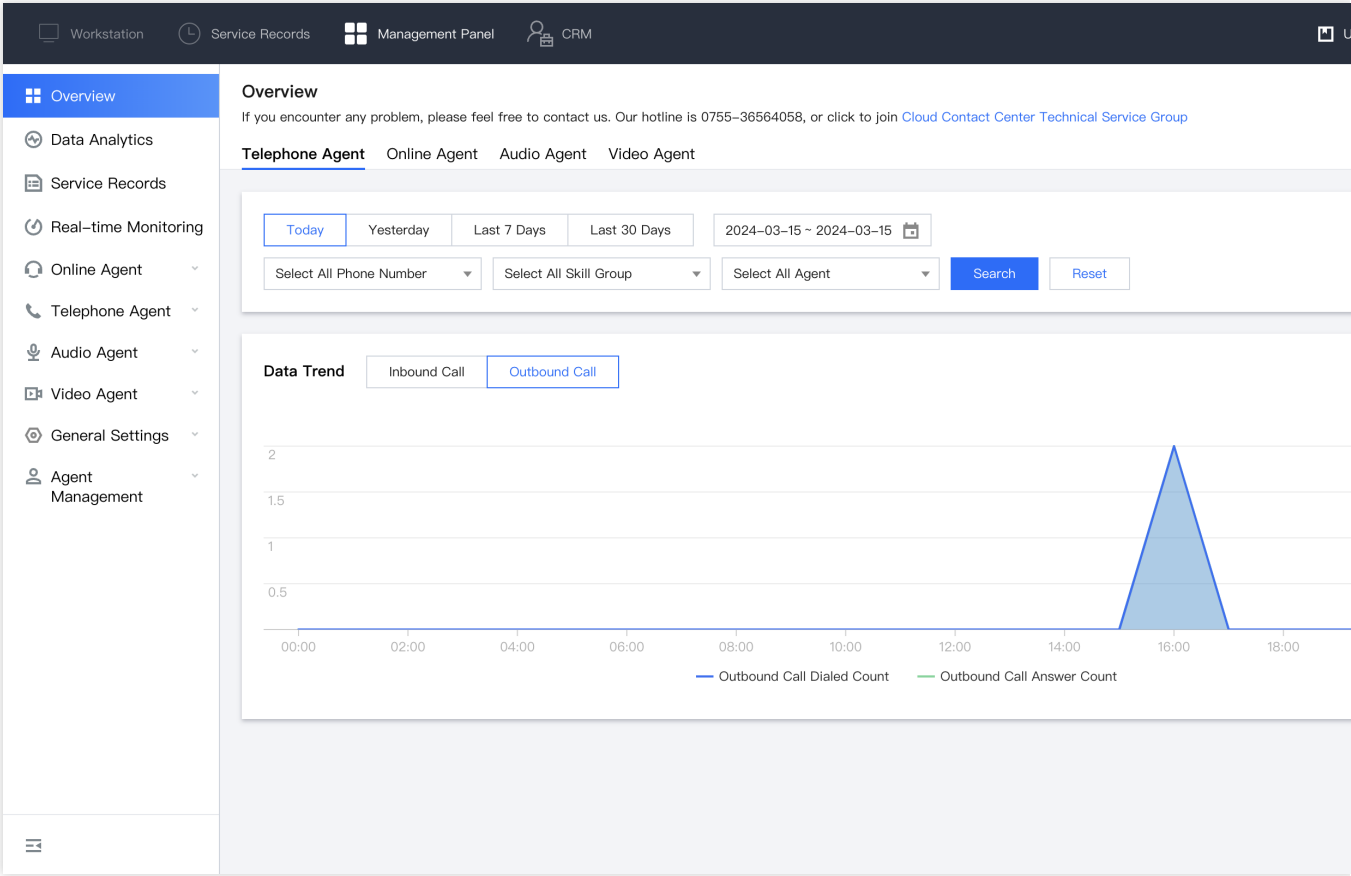 Workstation Service Records Management Panel CRM U
Overview
Data Analytics
Service Records
Real-time Monitoring
Online Agent
Telephone Agent
Audio Agent
Video Agent
General Settings
Agent
Management
Overview
If you encounter any problem, please feel free to contact us. Our hotline is 0755-36564058, or click to join Cloud Contact Center Technical Service Group
Telephone Agent Online Agent Audio Agent Video Agent
Today Yesterday Last 7 Days Last 30 Days 2024-03-15 ~ 2024-03-15
Select All Phone Number Select All Skill Group Select All Agent Search Reset
Data Trend Inbound Call Outbound Call
2
1.5
1
0.5
00:00 02:00 04:00 06:00 08:00 10:00 12:00 14:00 16:00 18:00
Outbound Call Dialed Count Outbound Call Answer Count